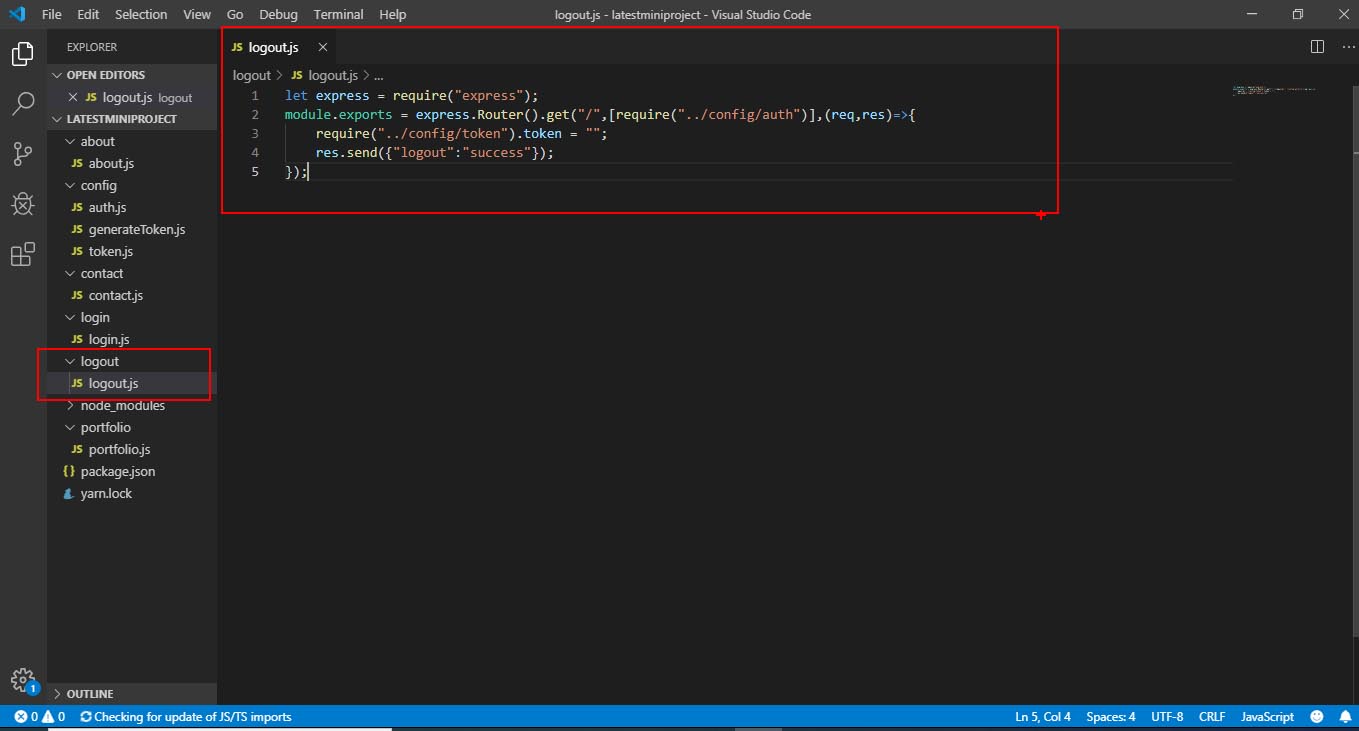 File Edit Selection View Go Debug Terminal Help
logout.js - latestminiproject - Visual Studio Code
EXPLORER
OPEN EDITORS
JS logout.js logout
LATESTMINIPROJECT
about
JS about.js
config
JS auth.js
JS generateToken.js
JS token.js
contact
JS contact.js
login
JS login.js
logout
JS logout.js
node_modules
portfolio
JS portfolio.js
{} package.json
yarn.lock
OUTLINE
JS logout.js
logout > JS logout.js > ...
1 let express = require("express");
2 module.exports = express.Router().get("/",[require("../config/auth")],(req,res)=>{
3     require("../config/token").token = "";
4     res.send({"logout":"success"});
5 });
1
0 0 Checking for update of JS/TS imports
Ln 5, Col 4 Spaces: 4 UTF-8 CRLF JavaScript